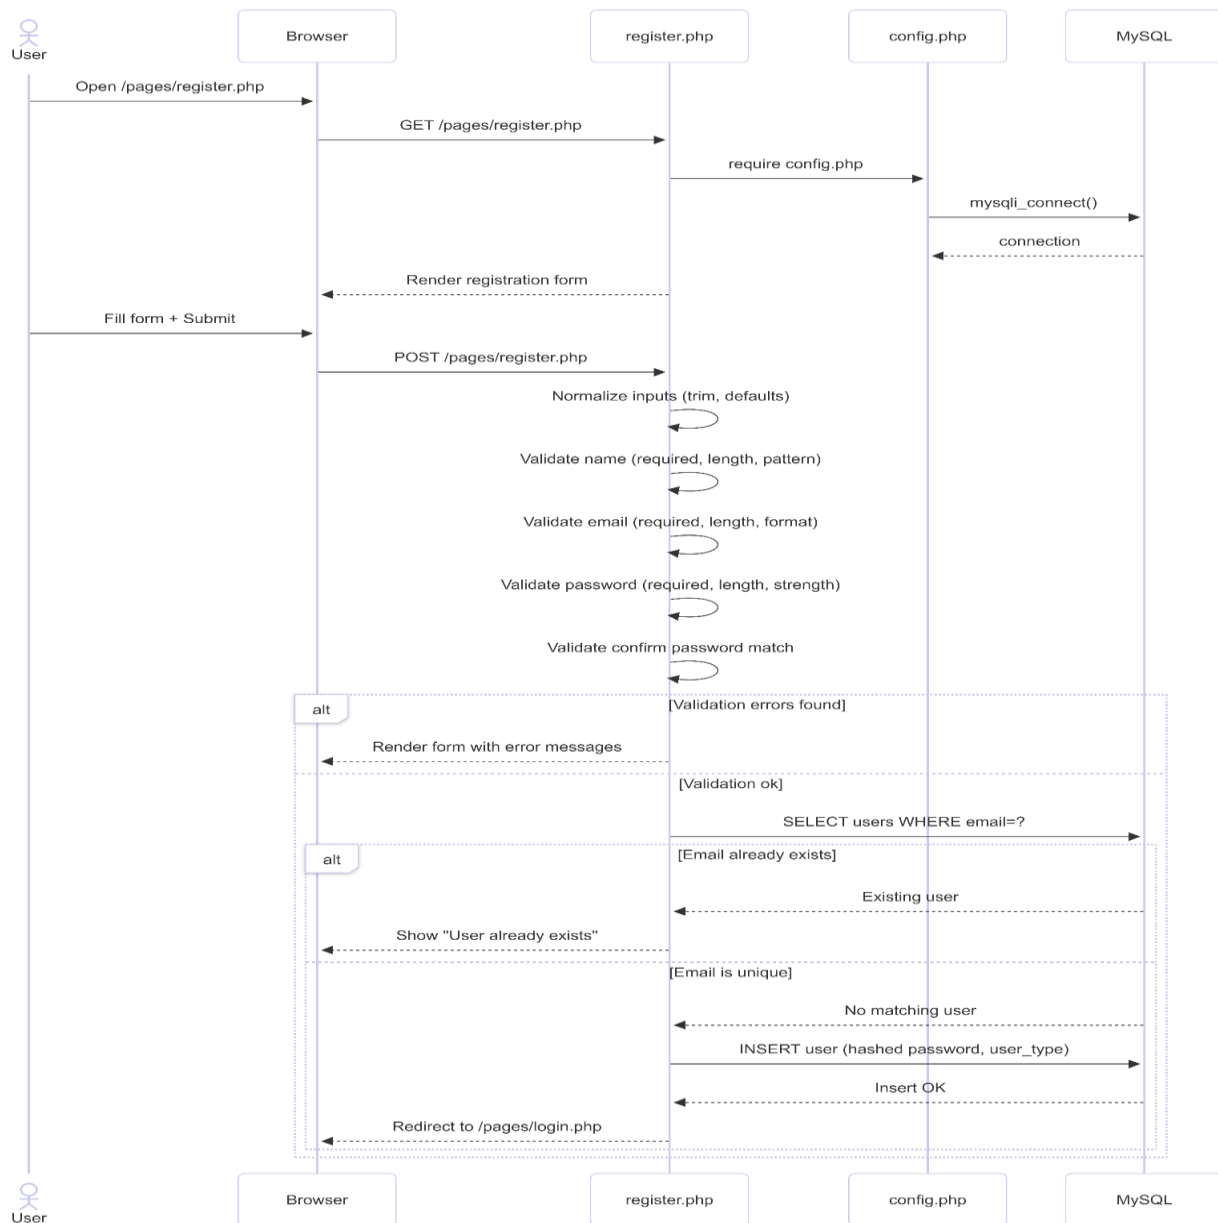 User
Browser
register.php
config.php
MySQL
Open /pages/register.php
GET /pages/register.php
require config.php
mysqli_connect()
connection
Render registration form
Fill form + Submit
POST /pages/register.php
Normalize inputs (trim, defaults)
Validate name (required, length, pattern)
Validate email (required, length, format)
Validate password (required, length, strength)
Validate confirm password match
alt
[Validation errors found]
Render form with error messages
[Validation ok]
SELECT users WHERE email=?
alt
[Email already exists]
Existing user
Show "User already exists"
[Email is unique]
No matching user
INSERT user (hashed password, user_type)
Insert OK
Redirect to /pages/login.php
User
Browser
register.php
config.php
MySQL